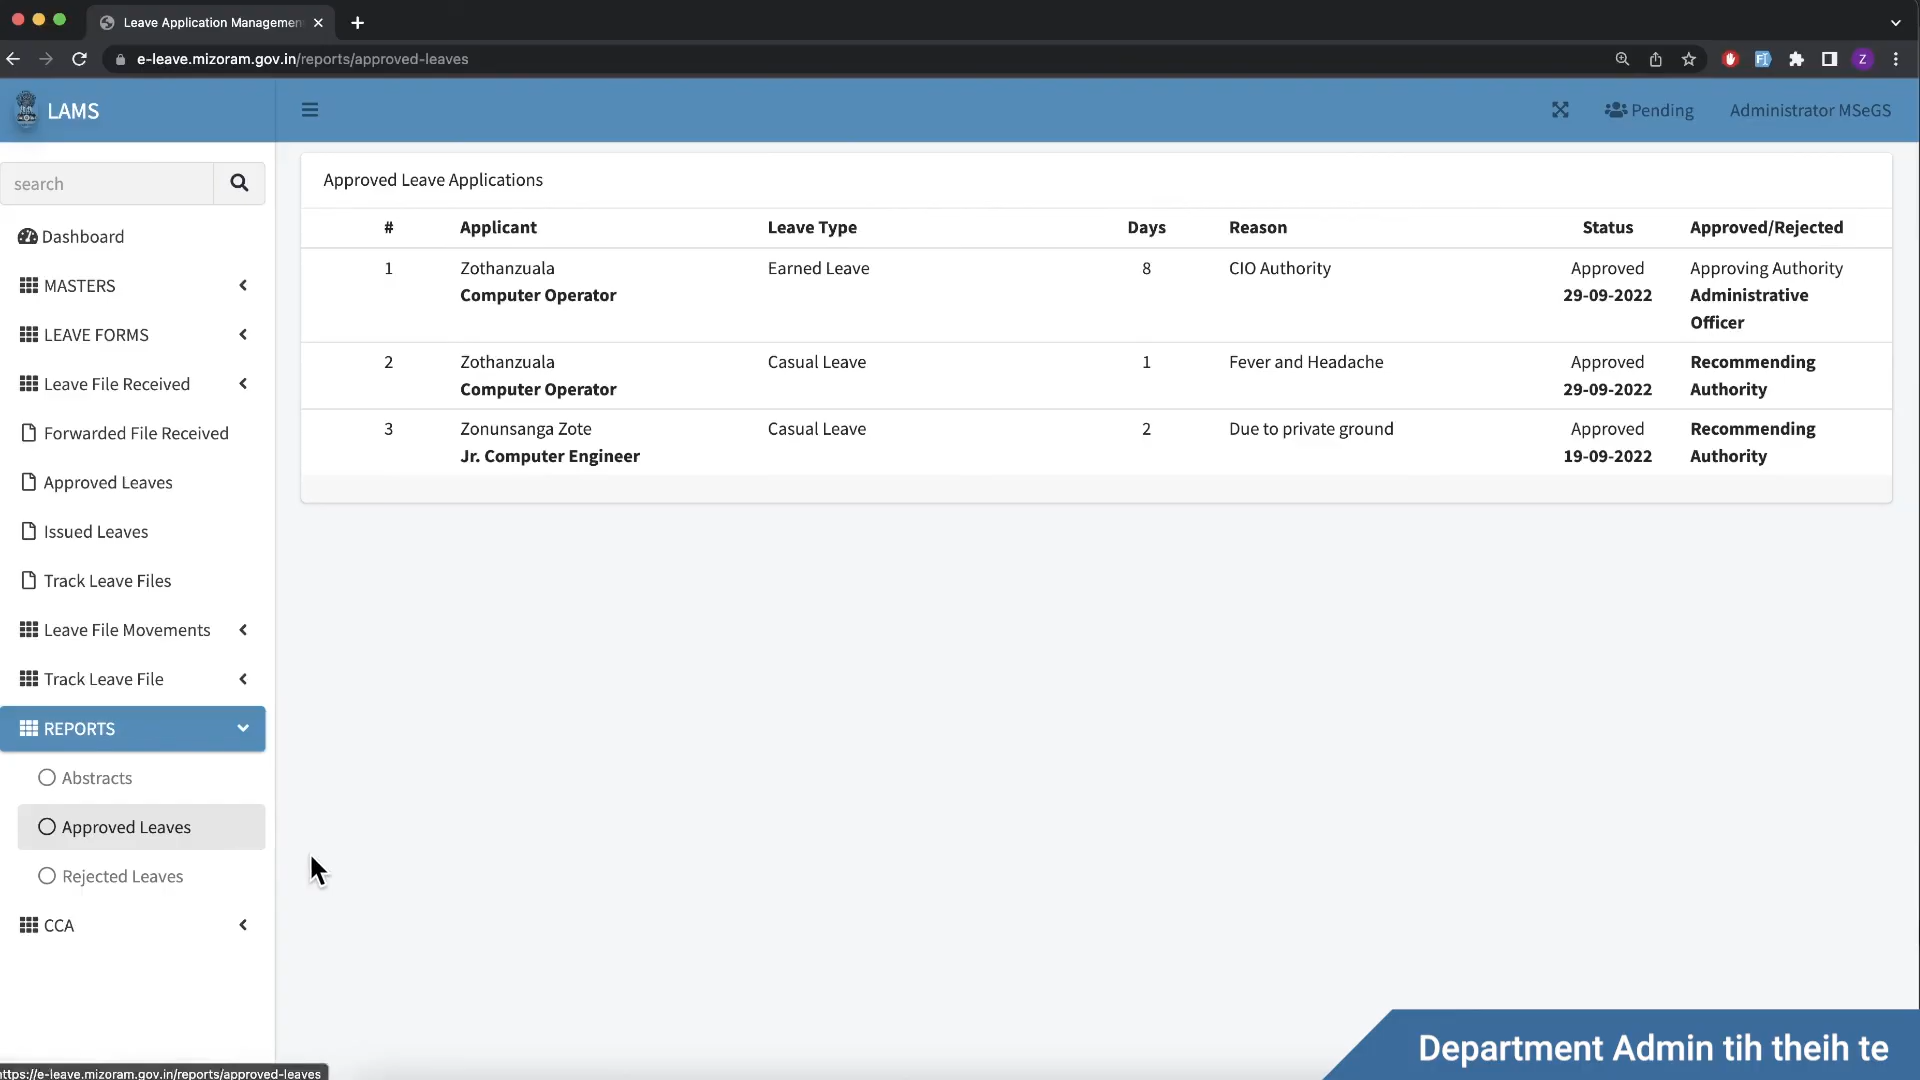 Leave Application Managemen
e-leave.mizoram.gov.in/reports/approved-leaves
Z
LAMS
Pending
Administrator MSeGS
search
Dashboard
MASTERS
LEAVE FORMS
Leave File Received
Forwarded File Received
Approved Leaves
Issued Leaves
Track Leave Files
Leave File Movements
Track Leave File
REPORTS
Abstracts
Approved Leaves
Rejected Leaves
CCA
Approved Leave Applications
# Applicant Leave Type Days Reason Status Approved/Rejected
1 Zothanzuala Earned Leave 8 CIO Authority Approved Approving Authority
Computer Operator 29-09-2022 Administrative
Officer
2 Zothanzuala Casual Leave 1 Fever and Headache Approved Recommending
Computer Operator 29-09-2022 Authority
3 Zonunsanga Zote Casual Leave 2 Due to private ground Approved Recommending
Jr. Computer Engineer 19-09-2022 Authority
Department Admin tih theih te
ttps://e-leave.mizoram.gov.in/reports/approved-leaves